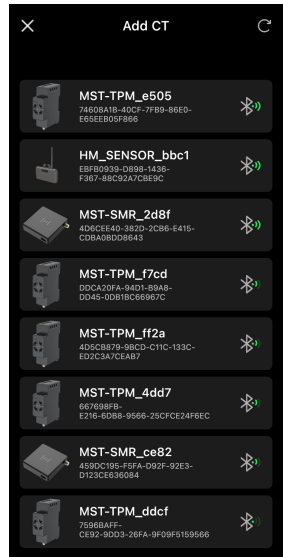 Add CT
MST-TPM_e505
74608A1B-40CF-7FB9-86E0-
E65EEB05F866
HM_SENSOR_bbc1
EBFB0939-D898-1436-
F367-88C92A7CBE9C
MST-SMR_2d8f
4D6CEE40-382D-2CB6-E415-
CDBA0BDD8643
MST-TPM_f7cd
DDCA20FA-94D1-B9A8-
DD45-0DB1BC66967C
MST-TPM_ff2a
4D5CB879-9BCD-C11C-133C-
ED2C3A7CEAB7
MST-TPM_4dd7
667698FB-
E216-6DB8-9566-25CFCE24F6EC
MST-SMR_ce82
459DC195-F5FA-D92F-92E3-
D123CE636084
MST-TPM_ddcf
7596BAFF-
CE92-9DD3-26FA-9F09F5159566